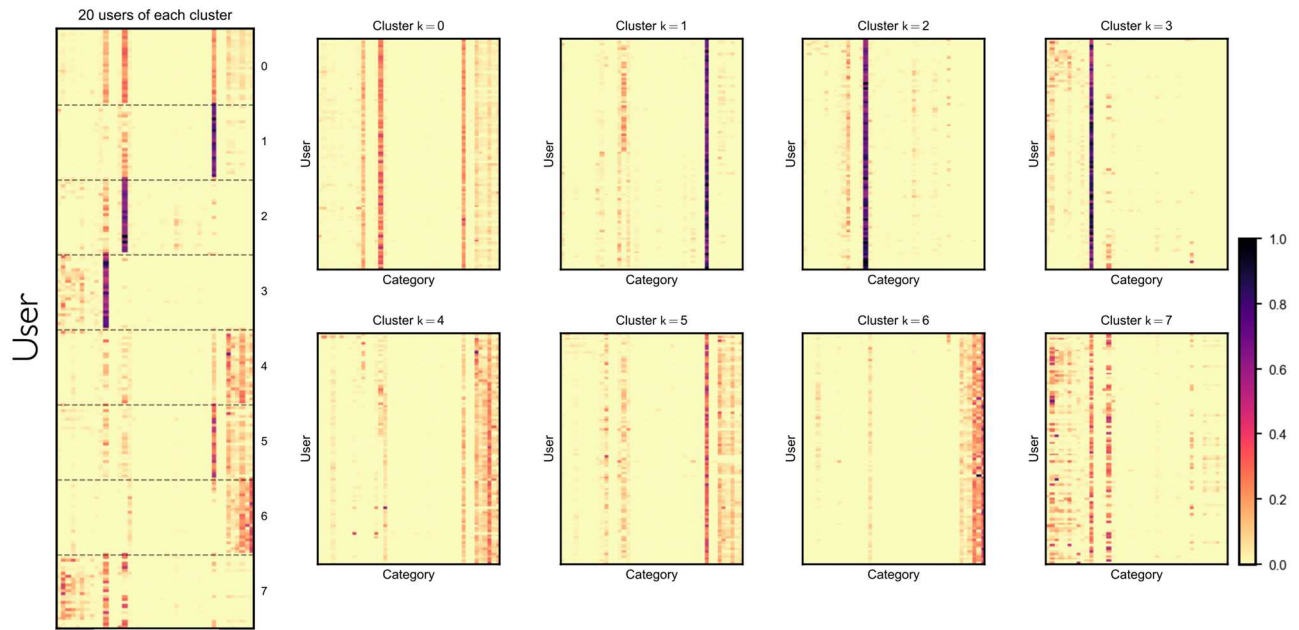 20 users of each cluster
User
0
1
2
3
4
5
6
7
Cluster k = 0
User
Category
Cluster k = 1
User
Category
Cluster k = 2
User
Category
Cluster k = 3
User
Category
Cluster k = 4
User
Category
Cluster k = 5
User
Category
Cluster k = 6
User
Category
Cluster k = 7
User
Category
1.0
0.8
0.6
0.4
0.2
0.0